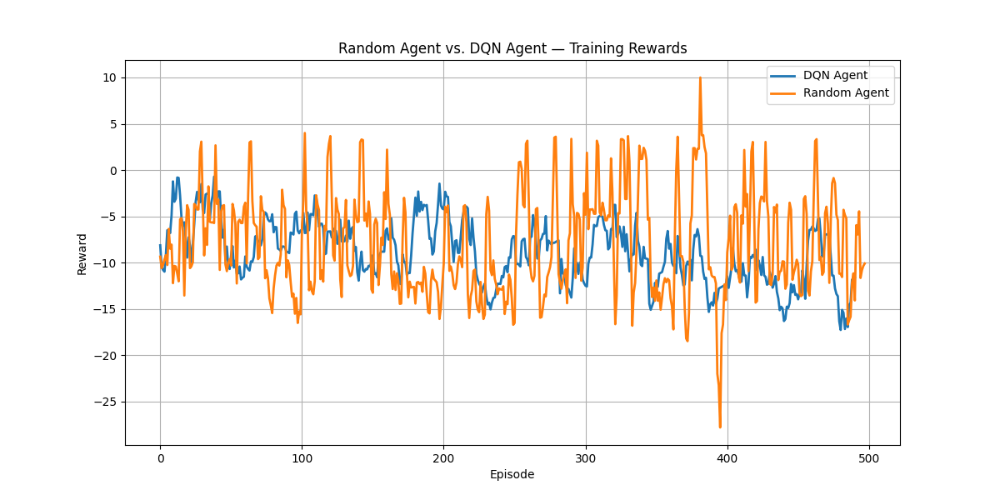 Random Agent vs. DQN Agent — Training Rewards
DQN Agent
Random Agent
Reward
10
5
0
−5
−10
−15
−20
−25
0 100 200 300 400 500
Episode